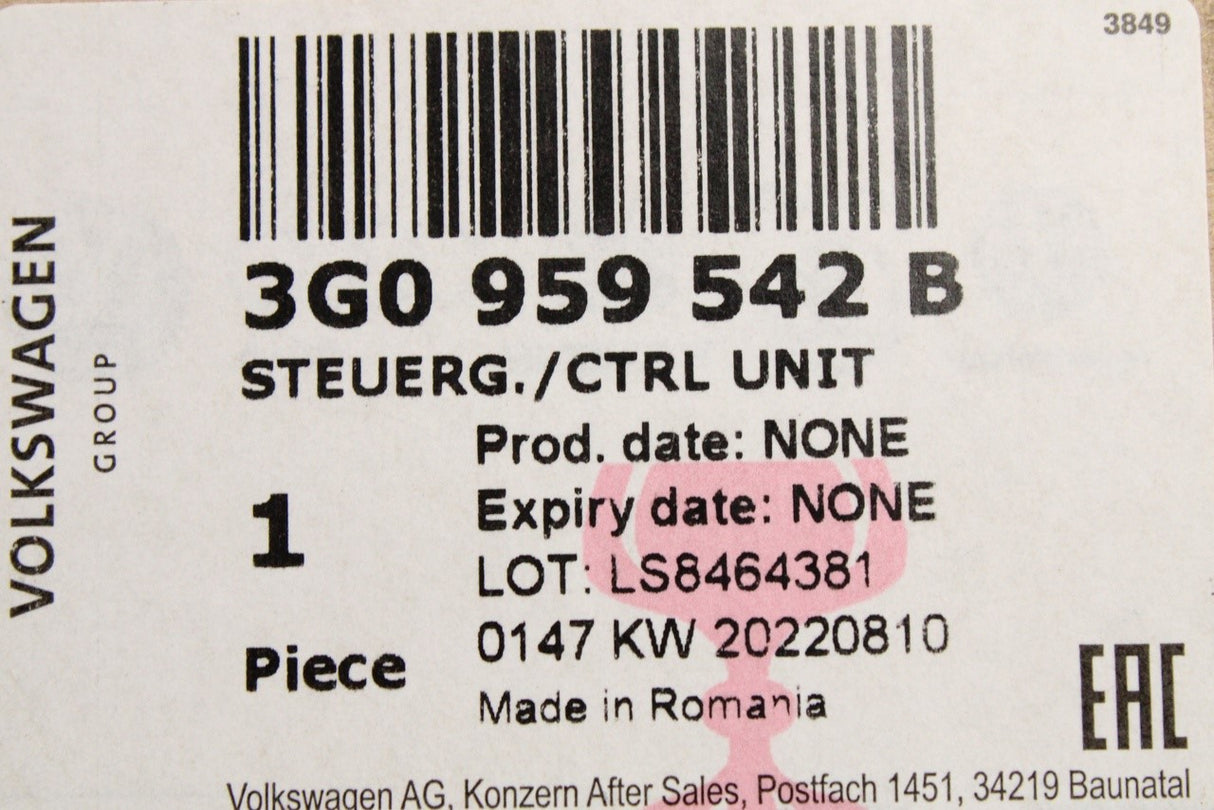 3849
VOLKSWAGEN
GROUP
3G0 959 542 B
STEUERG./CTRL UNIT
Prod. date: NONE
Expiry date: NONE
1
LOT: LS8464381
0147 KW 20220810
Piece
Made in Romania
EAC
Volkswagen AG, Konzern After Sales, Postfach 1451, 34219 Baunatal